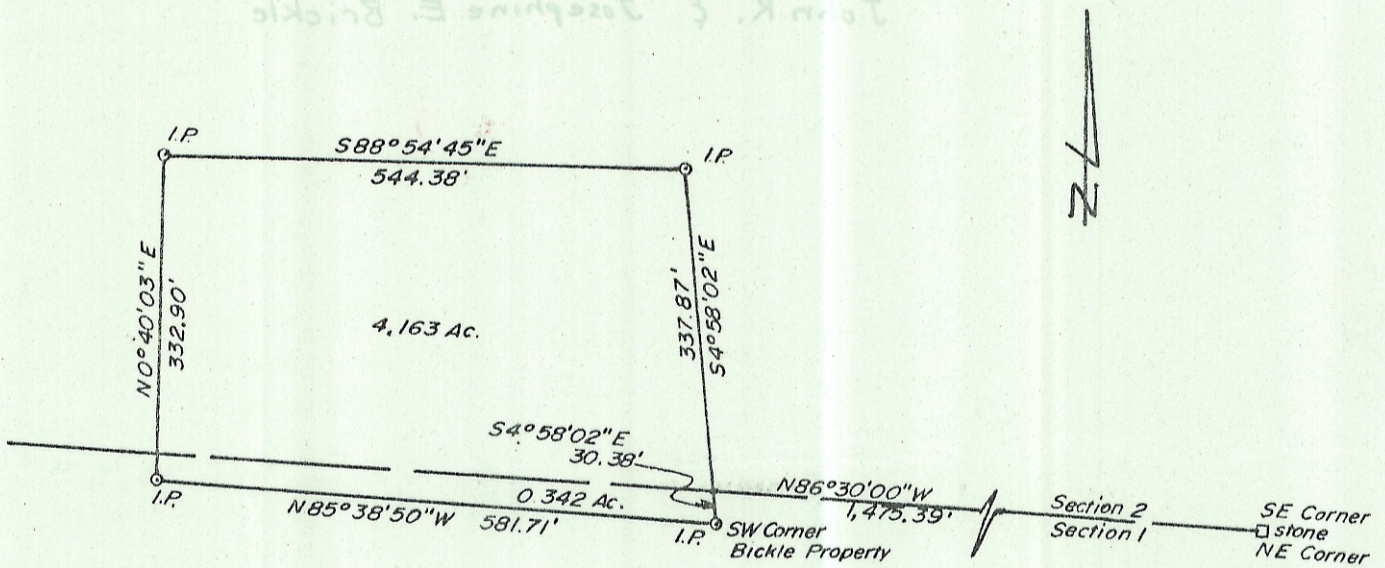 John R. & Josephine E. Brickle
I.P.
S88°54'45"E
544.38'
I.P.
N0°40'03"E
332.90'
4.163 Ac.
337.87'
S4°58'02"E
S4°58'02"E
30.38'
N
I.P.
N85°38'50"W 581.71'
0.342 Ac.
I.P.
SW Corner
Bickle Property
N86°30'00"W
1,475.39'
Section 2
Section 1
SE Corner
stone
NE Corner